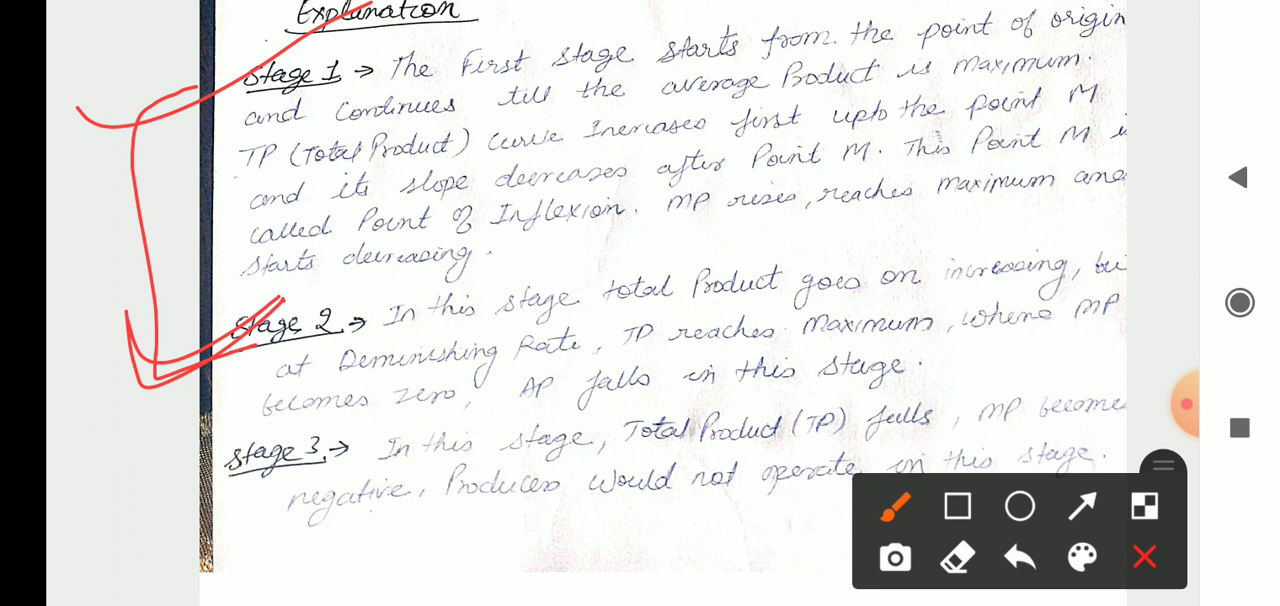 Explanation
Stage 1 → The First Stage starts from the point of origin
and continues till the average Product is maximum.
TP (Total Product) curve Increases first upto the point M
and its slope decreases after Point M. This Point M i
called Point of Inflexion. MP rises, reaches maximum and
starts decreasing.
Stage 2 → In this stage total Product goes on increasing, bu
at Deminishing Rate, TP reaches Maximum, where MP
becomes zero, AP falls in this stage.
Stage 3 → In this stage, Total Product (TP) falls, MP become
negative, Producers would not operate in this stage.